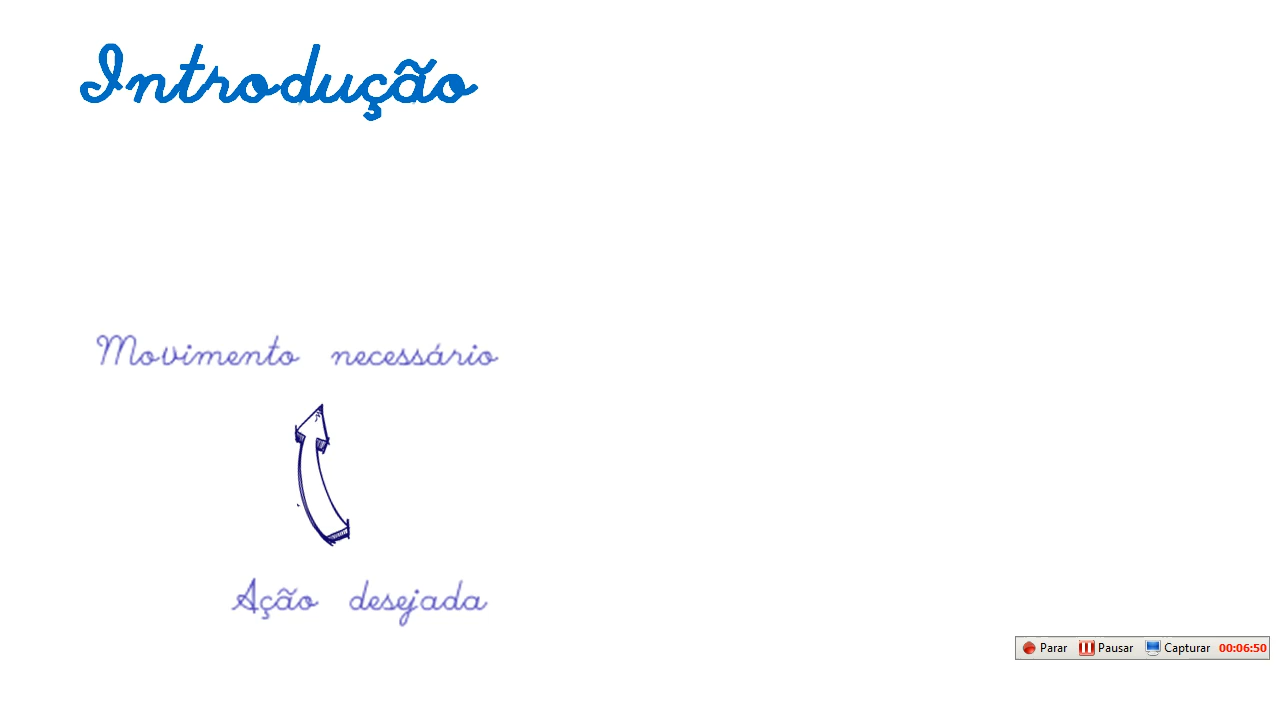 Introdução
Movimento necessário
Ação desejada
Parar Pausar Capturar 00:06:50